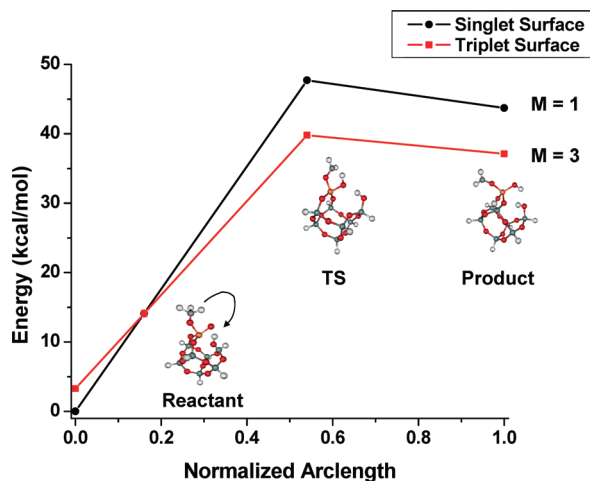 Singlet Surface
Triplet Surface
50
40
30
20
10
0
Energy (kcal/mol)
M = 1
M = 3
TS
Product
Reactant
0.0
0.2
0.4
0.6
0.8
1.0
Normalized Arclength